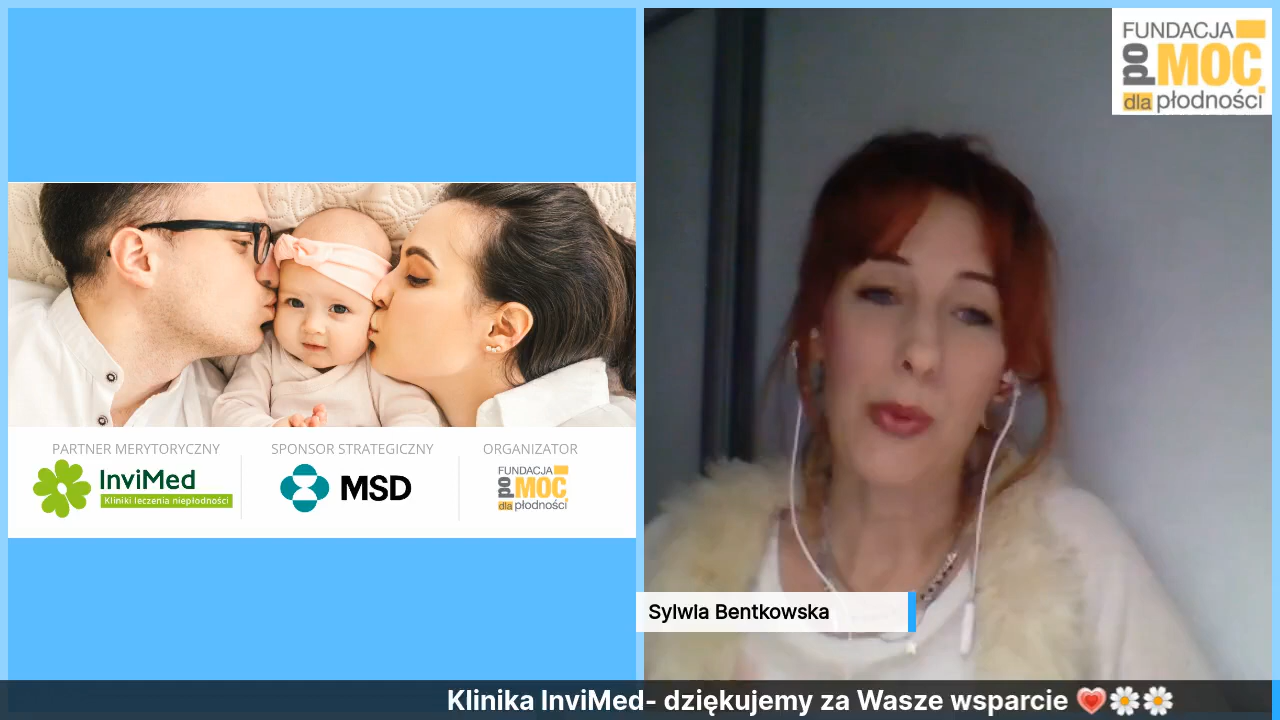 PARTNER MERYTORYCZNY
InviMed
Kliniki leczenia niepłodności
SPONSOR STRATEGICZNY
MSD
ORGANIZATOR
FUNDACJA
po MOC
dla płodności
FUNDACJA
po MOC
dla płodności
Sylwia Bentkowska
Klinika InviMed- dziękujemy za Wasze wsparcie